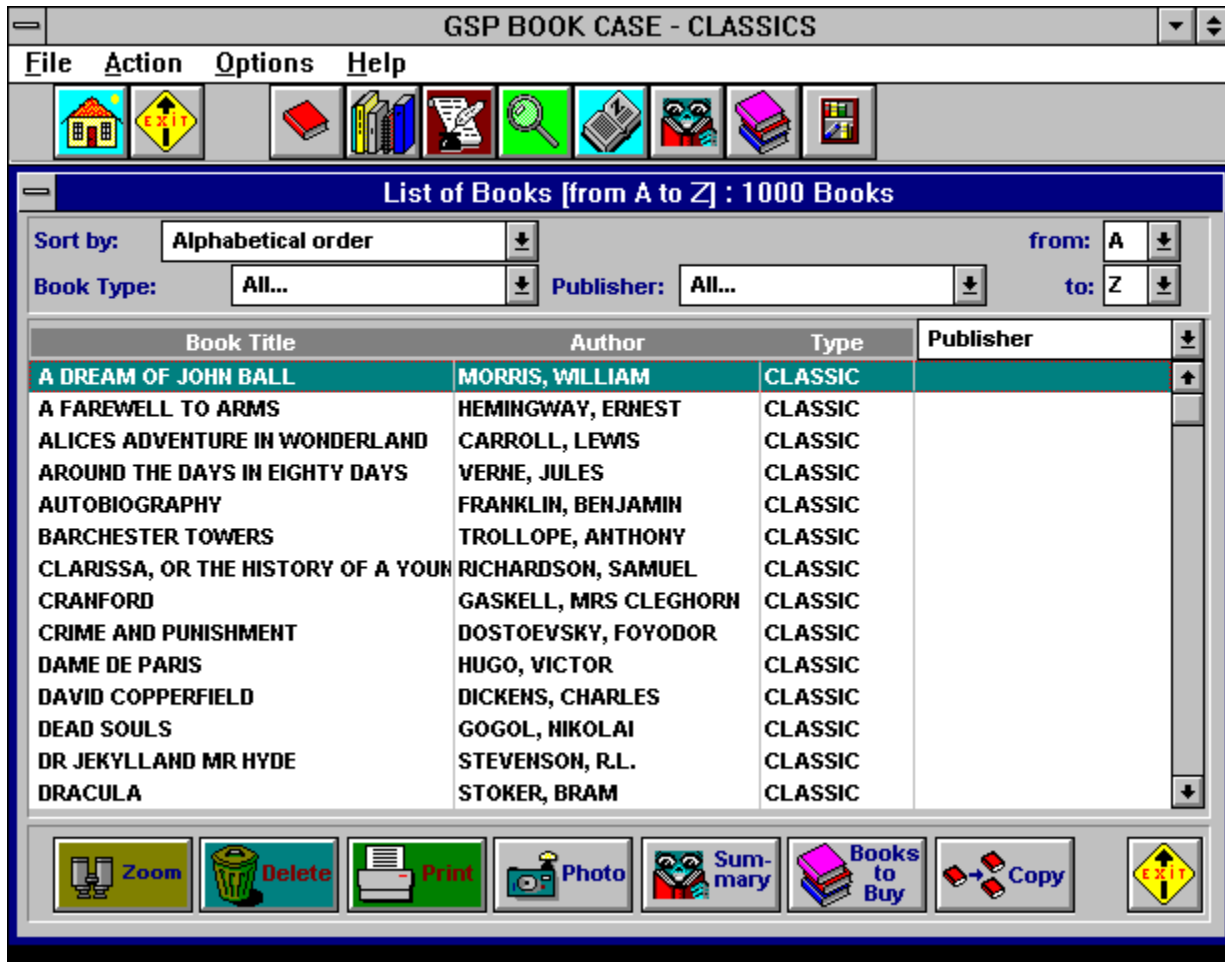 GSP BOOK CASE - CLASSICS
File Action Options Help
EXIT
List of Books [from A to Z] : 1000 Books
Sort by: Alphabetical order from: A
Book Type: All... Publisher: All... to: Z
Book Title Author Type Publisher
A DREAM OF JOHN BALL MORRIS, WILLIAM CLASSIC
A FAREWELL TO ARMS HEMINGWAY, ERNEST CLASSIC
ALICES ADVENTURE IN WONDERLAND CARROLL, LEWIS CLASSIC
AROUND THE DAYS IN EIGHTY DAYS VERNE, JULES CLASSIC
AUTOBIOGRAPHY FRANKLIN, BENJAMIN CLASSIC
BARCHESTER TOWERS TROLLOPE, ANTHONY CLASSIC
CLARISSA, OR THE HISTORY OF A YOUN RICHARDSON, SAMUEL CLASSIC
CRANFORD GASKELL, MRS CLEGHORN CLASSIC
CRIME AND PUNISHMENT DOSTOEVSKY, FOYODOR CLASSIC
DAME DE PARIS HUGO, VICTOR CLASSIC
DAVID COPPERFIELD DICKENS, CHARLES CLASSIC
DEAD SOULS GOGOL, NIKOLAI CLASSIC
DR JEKYLLAND MR HYDE STEVENSON, R.L. CLASSIC
DRACULA STOKER, BRAM CLASSIC
Zoom Delete Print Photo Sum-
mary Books
to
Buy Copy EXIT